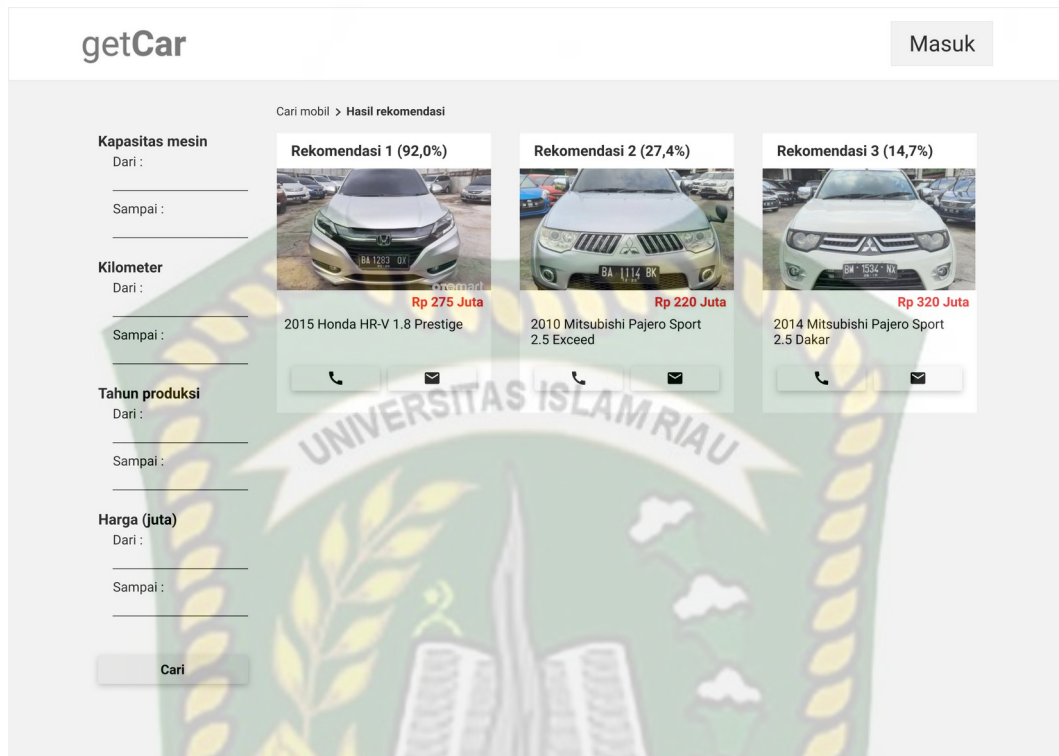 getCar
Masuk
Cari mobil > Hasil rekomendasi
Kapasitas mesin
Dari :
Sampai :
Kilometer
Dari :
Sampai :
Tahun produksi
Dari :
Sampai :
Harga (juta)
Dari :
Sampai :
Cari
Rekomendasi 1 (92,0%)
BA 1283 OX
otomart
Rp 275 Juta
2015 Honda HR-V 1.8 Prestige
Rekomendasi 2 (27,4%)
BA 1114 BK
Rp 220 Juta
2010 Mitsubishi Pajero Sport
2.5 Exceed
Rekomendasi 3 (14,7%)
BM 1534 NX
Rp 320 Juta
2014 Mitsubishi Pajero Sport
2.5 Dakar
UNIVERSITAS ISLAM RIAU